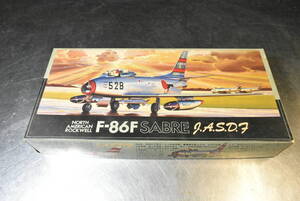 528
NORTH
AMERICAN
ROCKWELL
F-86F SABRE J.A.S.D.F